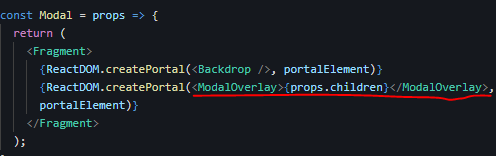 const Modal = props => {
return (
<Fragment>
{ReactDOM.createPortal(<Backdrop />, portalElement)}
{ReactDOM.createPortal(<ModalOverlay>{props.children}</ModalOverlay>,
portalElement)}
</Fragment>
);